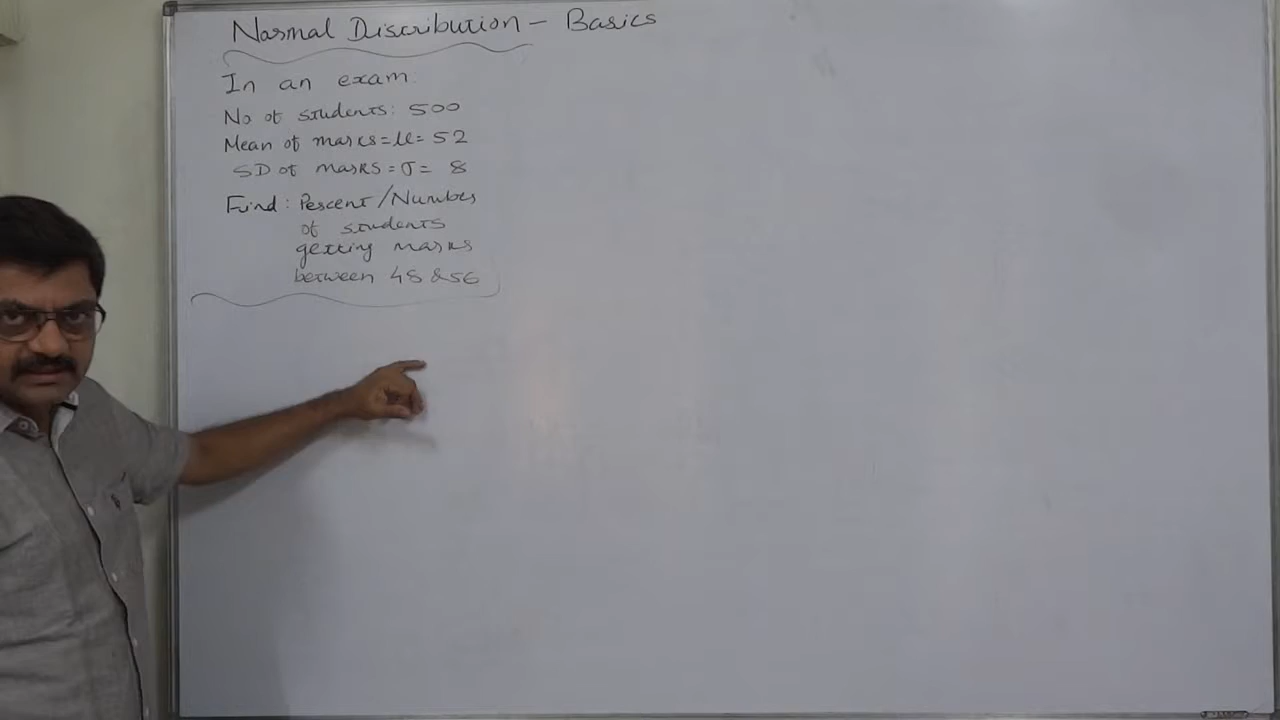 Normal Distribution - Basics
In an exam:
No of students: 500
Mean of marks = μ = 52
SD of marks = σ = 8
Find: Percent/Number
of students
getting marks
between 48 & 56